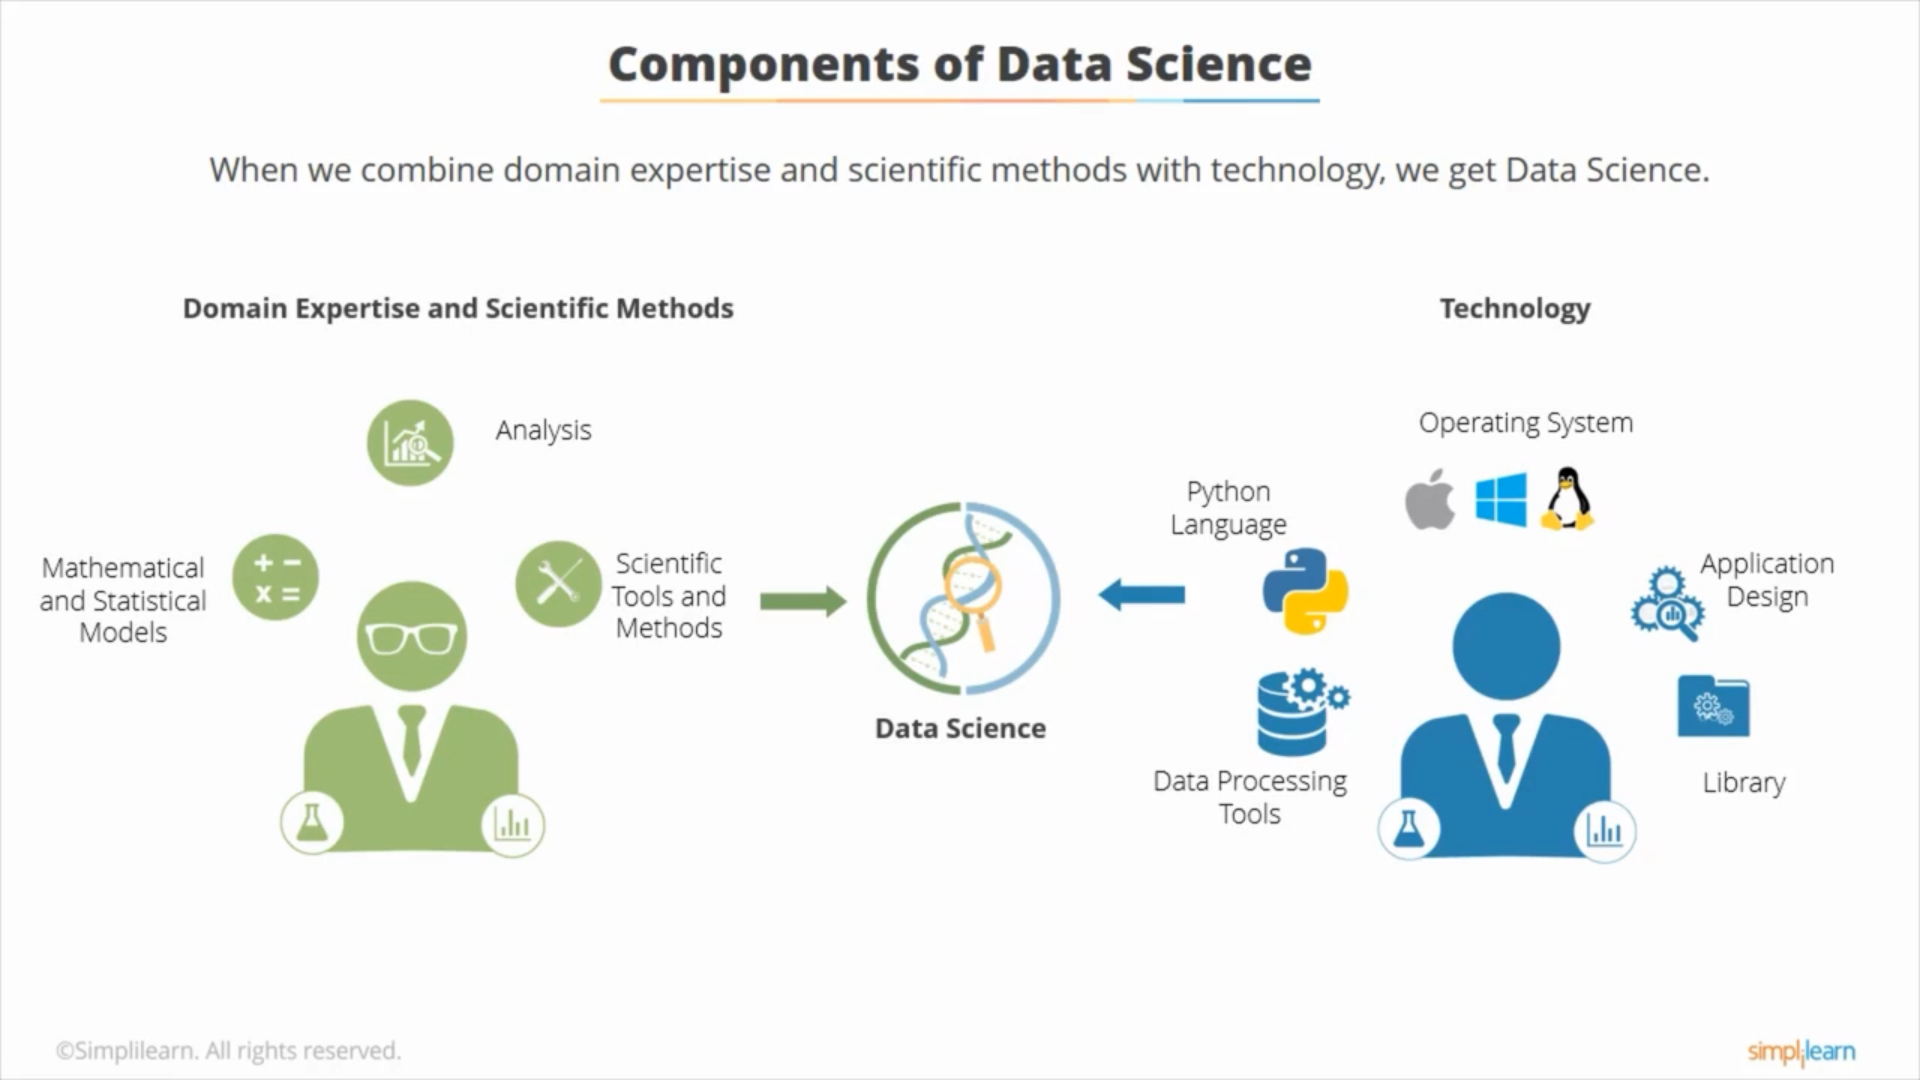 Components of Data Science
When we combine domain expertise and scientific methods with technology, we get Data Science.
Domain Expertise and Scientific Methods
Analysis
Mathematical
and Statistical
Models
Scientific
Tools and
Methods
Data Science
Technology
Operating System
Python
Language
Application
Design
Data Processing
Tools
Library
©Simplilearn. All rights reserved.
simplilearn